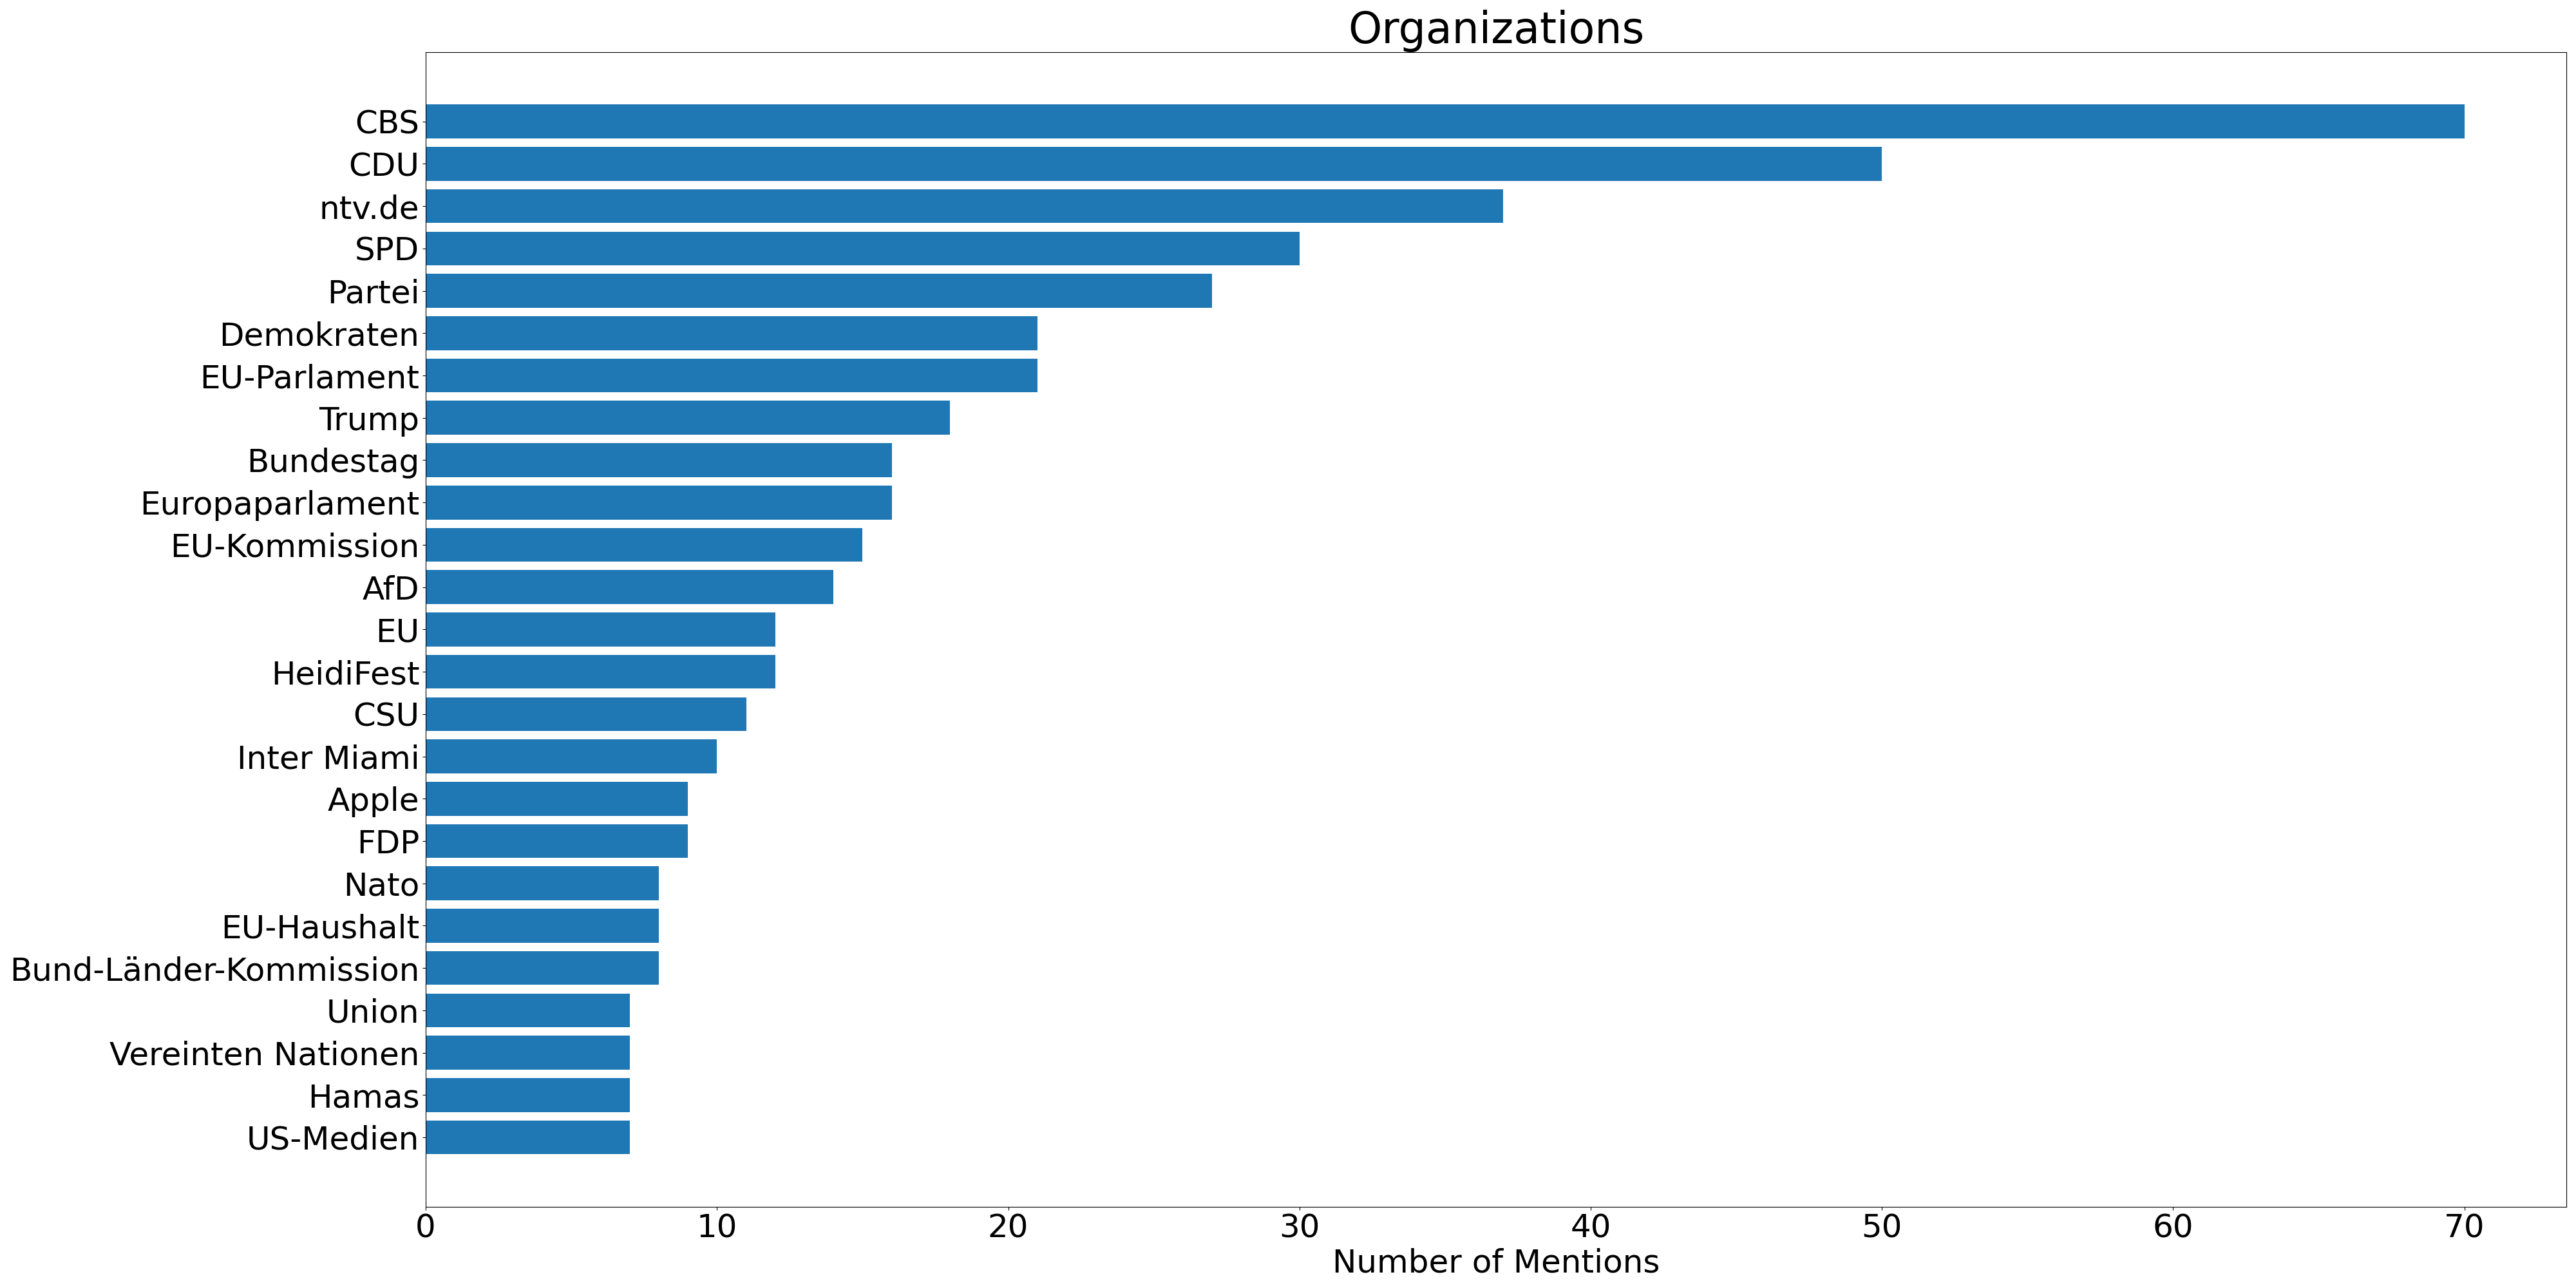 Organizations
CBS
CDU
ntv.de
SPD
Partei
Demokraten
EU-Parlament
Trump
Bundestag
Europaparlament
EU-Kommission
AfD
EU
HeidiFest
CSU
Inter Miami
Apple
FDP
Nato
EU-Haushalt
Bund-Länder-Kommission
Union
Vereinten Nationen
Hamas
US-Medien
0 10 20 30 40 50 60 70
Number of Mentions